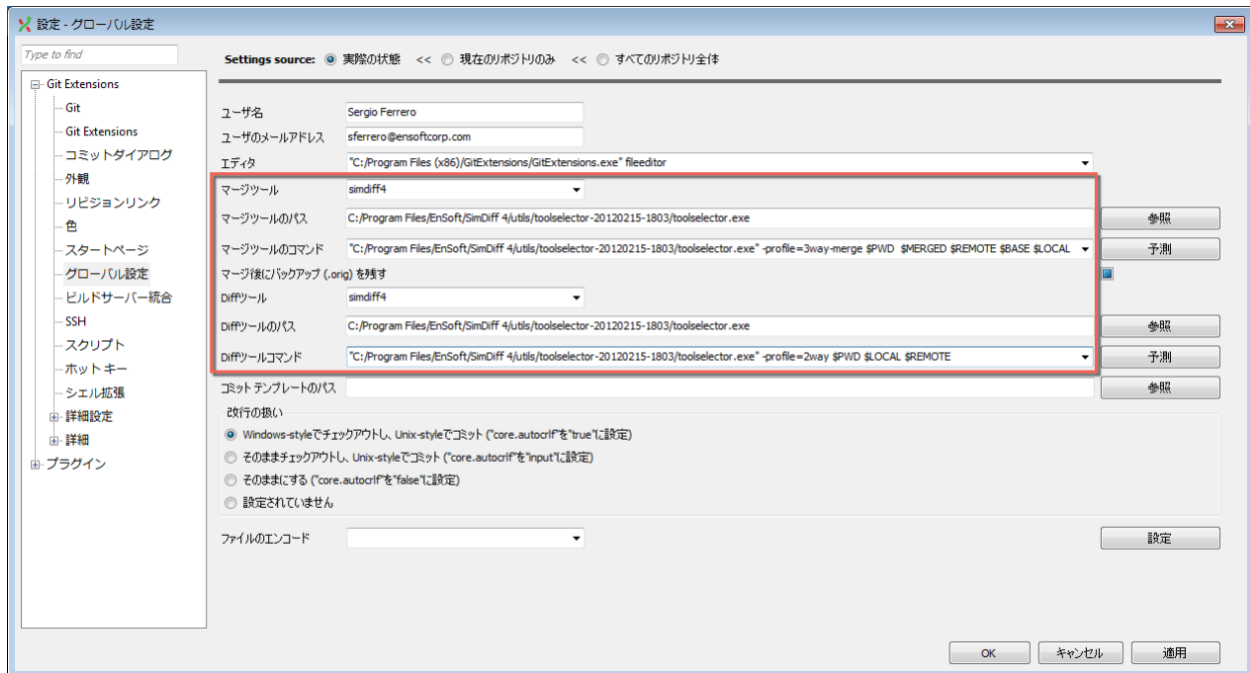 設定 - グローバル設定
Type to find
Settings source: 実際の状態 << 現在のリポジトリのみ << すべてのリポジトリ全体
Git Extensions
Git
Git Extensions
コミットダイアログ
外観
リビジョンリンク
色
スタートページ
グローバル設定
ビルドサーバー統合
SSH
スクリプト
ホットキー
シェル拡張
詳細設定
詳細
プラグイン
ユーザ名 Sergio Ferrero
ユーザのメールアドレス sferrero@ensoftcorp.com
エディタ "C:/Program Files (x86)/GitExtensions/GitExtensions.exe" fileeditor
マージツール simdiff4
マージツールのパス C:/Program Files/EnSoft/SimDiff 4/utils/toolselector-20120215-1803/toolselector.exe 参照
マージツールのコマンド "C:/Program Files/EnSoft/SimDiff 4/utils/toolselector-20120215-1803/toolselector.exe" -profile=3way-merge $PWD $MERGED $REMOTE $BASE $LOCAL 予測
マージ後にバックアップ (.orig) を残す
Diffツール simdiff4
Diffツールのパス C:/Program Files/EnSoft/SimDiff 4/utils/toolselector-20120215-1803/toolselector.exe 参照
Diffツールコマンド "C:/Program Files/EnSoft/SimDiff 4/utils/toolselector-20120215-1803/toolselector.exe" -profile=2way $PWD $LOCAL $REMOTE 予測
コミット テンプレートのパス 参照
改行の扱い
Windows-styleでチェックアウトし、Unix-styleでコミット ("core.autocrlf"を"true"に設定)
そのままチェックアウトし、Unix-styleでコミット ("core.autocrlf"を"input"に設定)
そのままにする ("core.autocrlf"を"false"に設定)
設定されていません
ファイルのエンコード 設定
OK キャンセル 適用